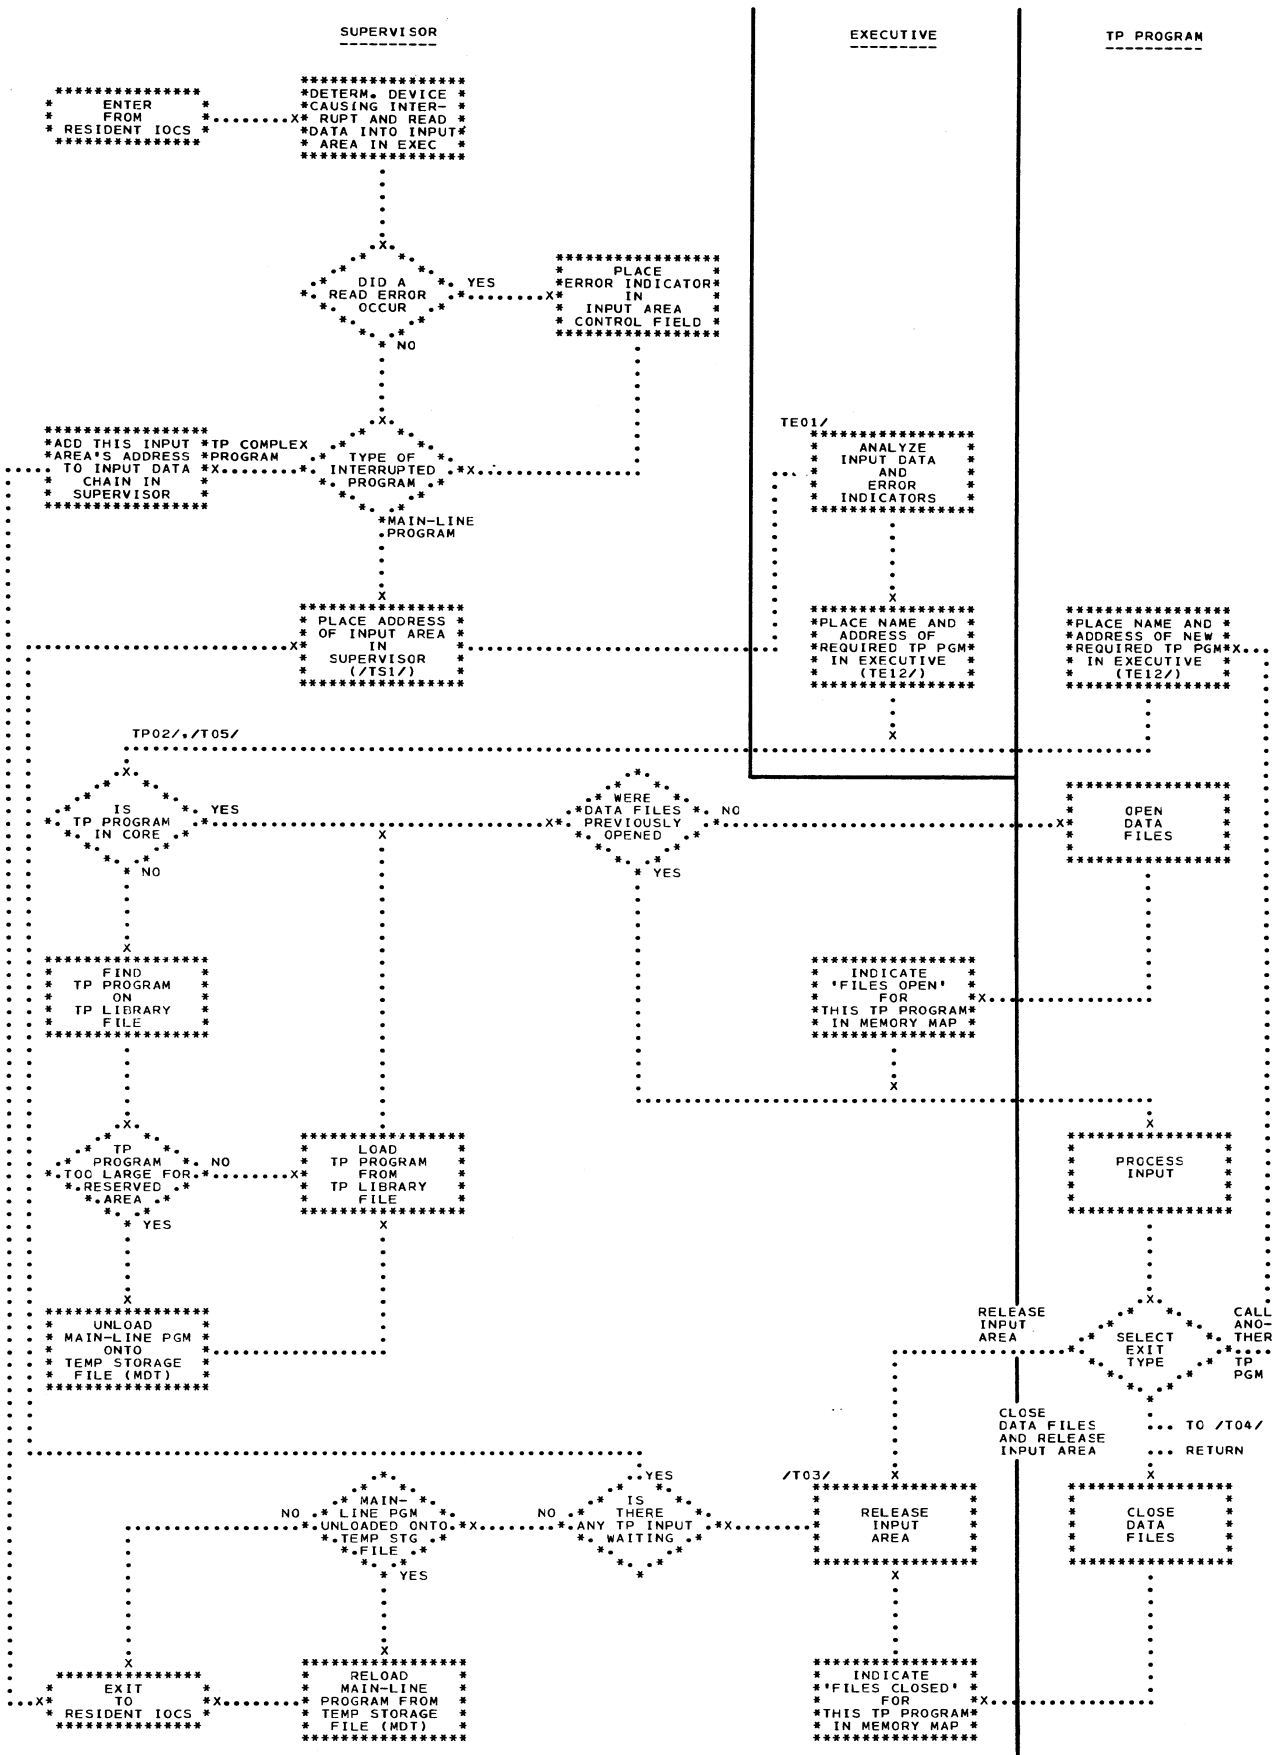 SUPERVISOR
EXECUTIVE
TP PROGRAM
ENTER
FROM
RESIDENT IOCS
DETERM. DEVICE
CAUSING INTER-
RUPT AND READ
DATA INTO INPUT
AREA IN EXEC
DID A
READ ERROR
OCCUR
YES
NO
PLACE
ERROR INDICATOR
IN
INPUT AREA
CONTROL FIELD
ADD THIS INPUT
AREA'S ADDRESS
TO INPUT DATA
CHAIN IN
SUPERVISOR
TP COMPLEX
PROGRAM
TYPE OF
INTERRUPTED
PROGRAM
MAIN-LINE
PROGRAM
TE01/
ANALYZE
INPUT DATA
AND
ERROR
INDICATORS
PLACE ADDRESS
OF INPUT AREA
IN
SUPERVISOR
(/TS1/)
PLACE NAME AND
ADDRESS OF
REQUIRED TP PGM
IN EXECUTIVE
(TE12/)
PLACE NAME AND
ADDRESS OF NEW
REQUIRED TP PGM
IN EXECUTIVE
(TE12/)
TP02/,/T05/
IS
TP PROGRAM
IN CORE
YES
NO
WERE
DATA FILES
PREVIOUSLY
OPENED
NO
YES
OPEN
DATA
FILES
FIND
TP PROGRAM
ON
TP LIBRARY
FILE
INDICATE
'FILES OPEN'
FOR
THIS TP PROGRAM
IN MEMORY MAP
TP
PROGRAM
TOO LARGE FOR
RESERVED
AREA
NO
YES
LOAD
TP PROGRAM
FROM
TP LIBRARY
FILE
PROCESS
INPUT
UNLOAD
MAIN-LINE PGM
ONTO
TEMP STORAGE
FILE (MDT)
RELEASE
INPUT
AREA
SELECT
EXIT
TYPE
CALL
ANO-
THER
TP
PGM
CLOSE
DATA FILES
AND RELEASE
INPUT AREA
TO /T04/
RETURN
NO
MAIN-
LINE PGM
UNLOADED ONTO
TEMP STG
FILE
YES
NO
YES
IS
THERE
ANY TP INPUT
WAITING
/T03/
RELEASE
INPUT
AREA
CLOSE
DATA
FILES
EXIT
TO
RESIDENT IOCS
RELOAD
MAIN-LINE
PROGRAM FROM
TEMP STORAGE
FILE (MDT)
INDICATE
'FILES CLOSED'
FOR
THIS TP PROGRAM
IN MEMORY MAP